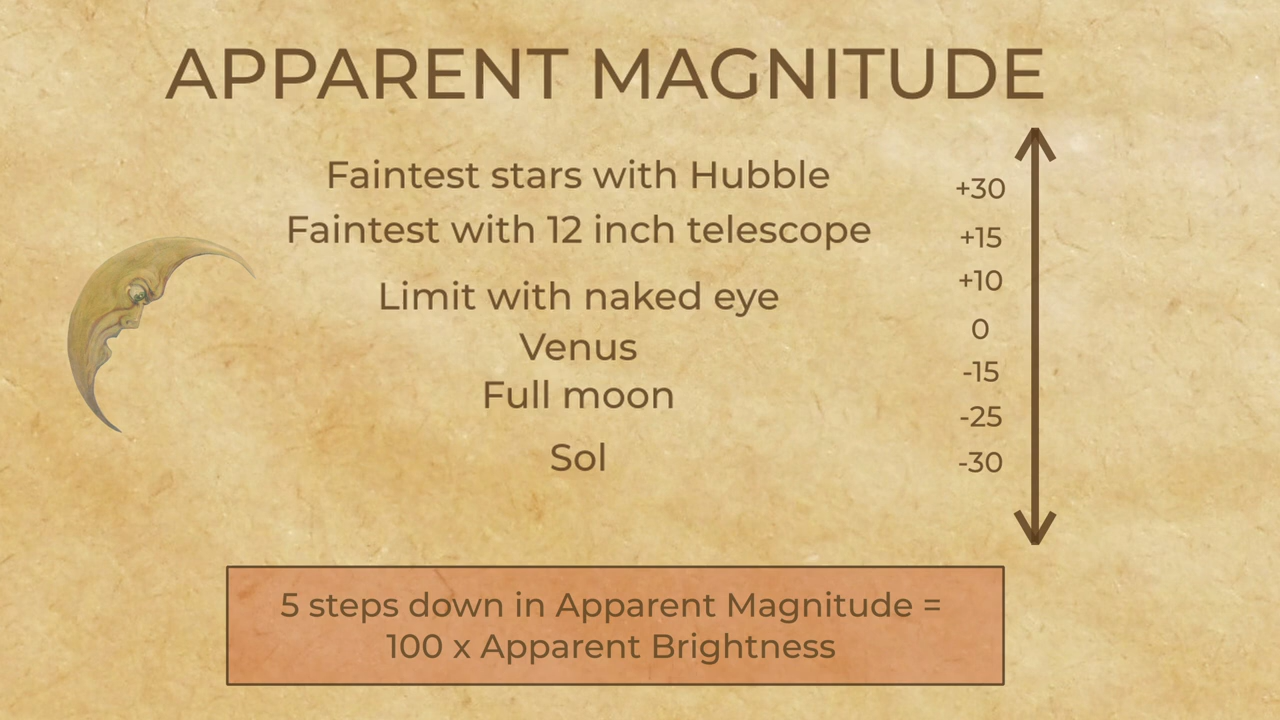 APPARENT MAGNITUDE
Faintest stars with Hubble
+30
Faintest with 12 inch telescope
+15
+10
Limit with naked eye
0
Venus
-15
Full moon
-25
Sol
-30
5 steps down in Apparent Magnitude =
100 x Apparent Brightness